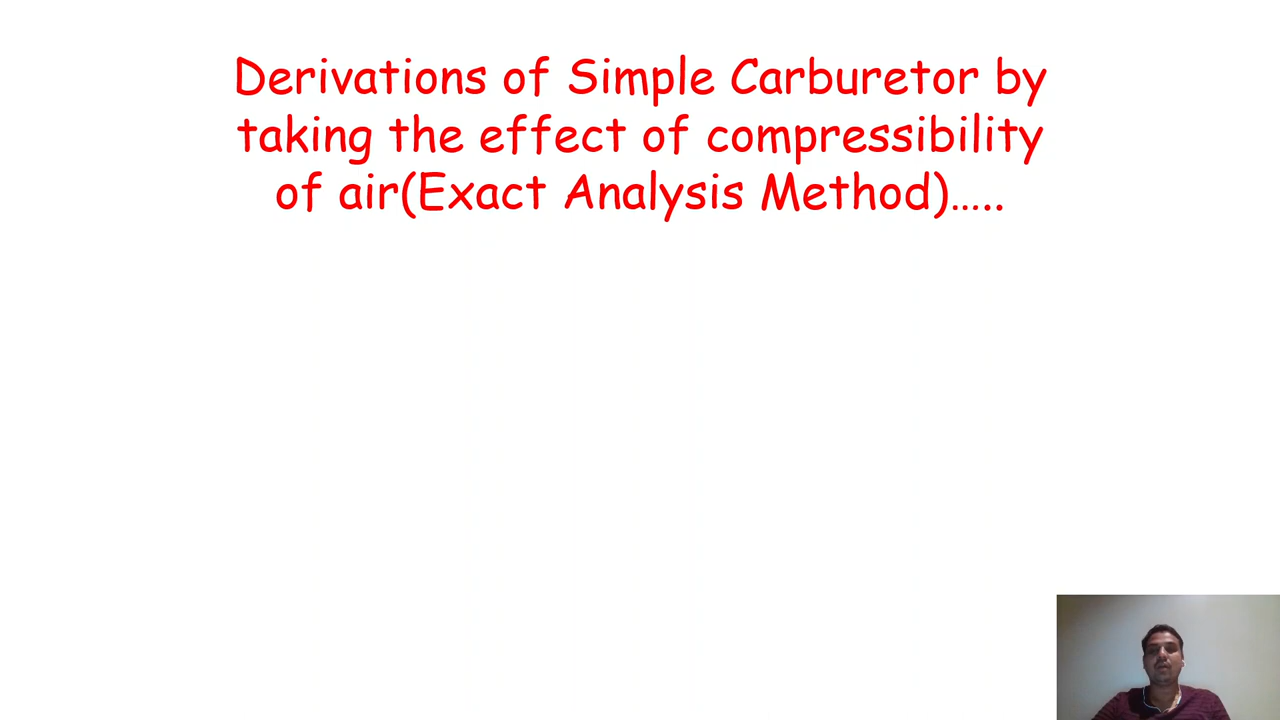 Derivations of Simple Carburetor by
taking the effect of compressibility
of air(Exact Analysis Method)…..